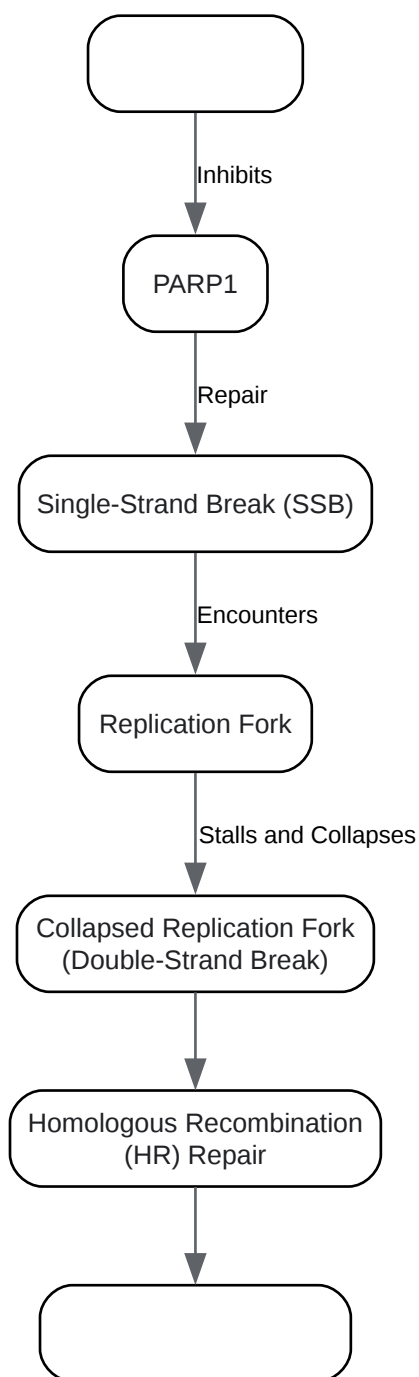 Inhibits
PARP1
Repair
Single-Strand Break (SSB)
Encounters
Replication Fork
Stalls and Collapses
Collapsed Replication Fork
(Double-Strand Break)
Homologous Recombination
(HR) Repair